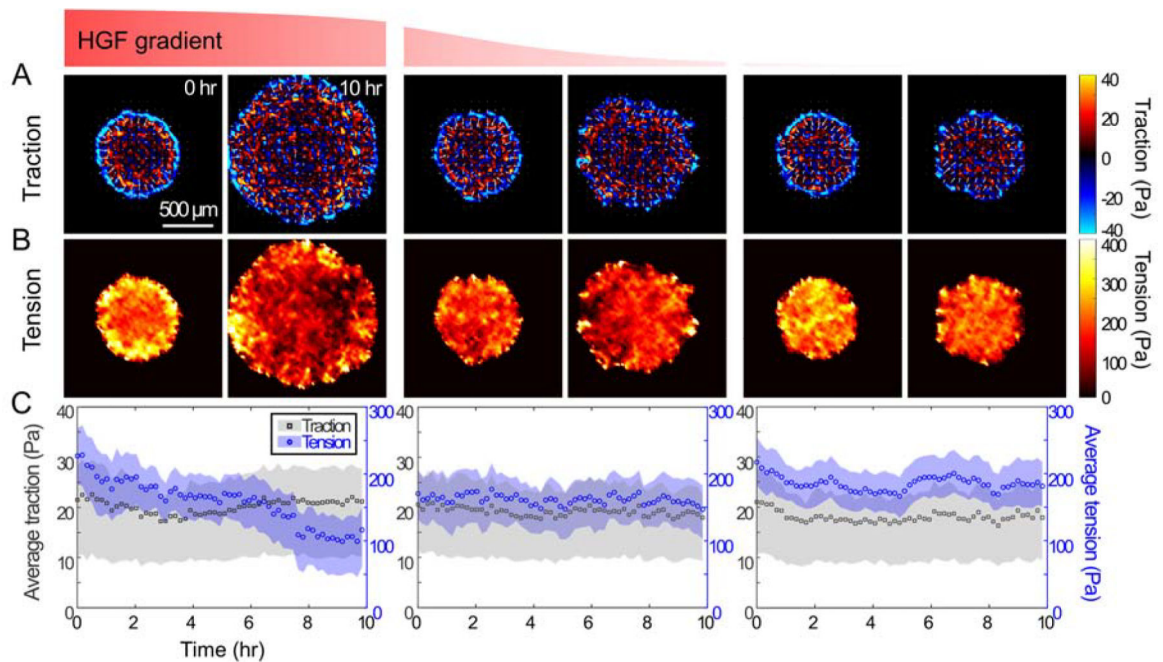 HGF gradient
A
Traction
0 hr
10 hr
500 µm
40
20
0
-20
-40
Traction (Pa)
B
Tension
400
300
200
100
0
Tension (Pa)
C
Average traction (Pa)
40
30
20
10
0
Traction
Tension
300
200
100
0
40
30
20
10
0
300
200
100
0
40
30
20
10
0
300
200
100
0
Average tension (Pa)
0 2 4 6 8 10
0 2 4 6 8 10
0 2 4 6 8 10
Time (hr)